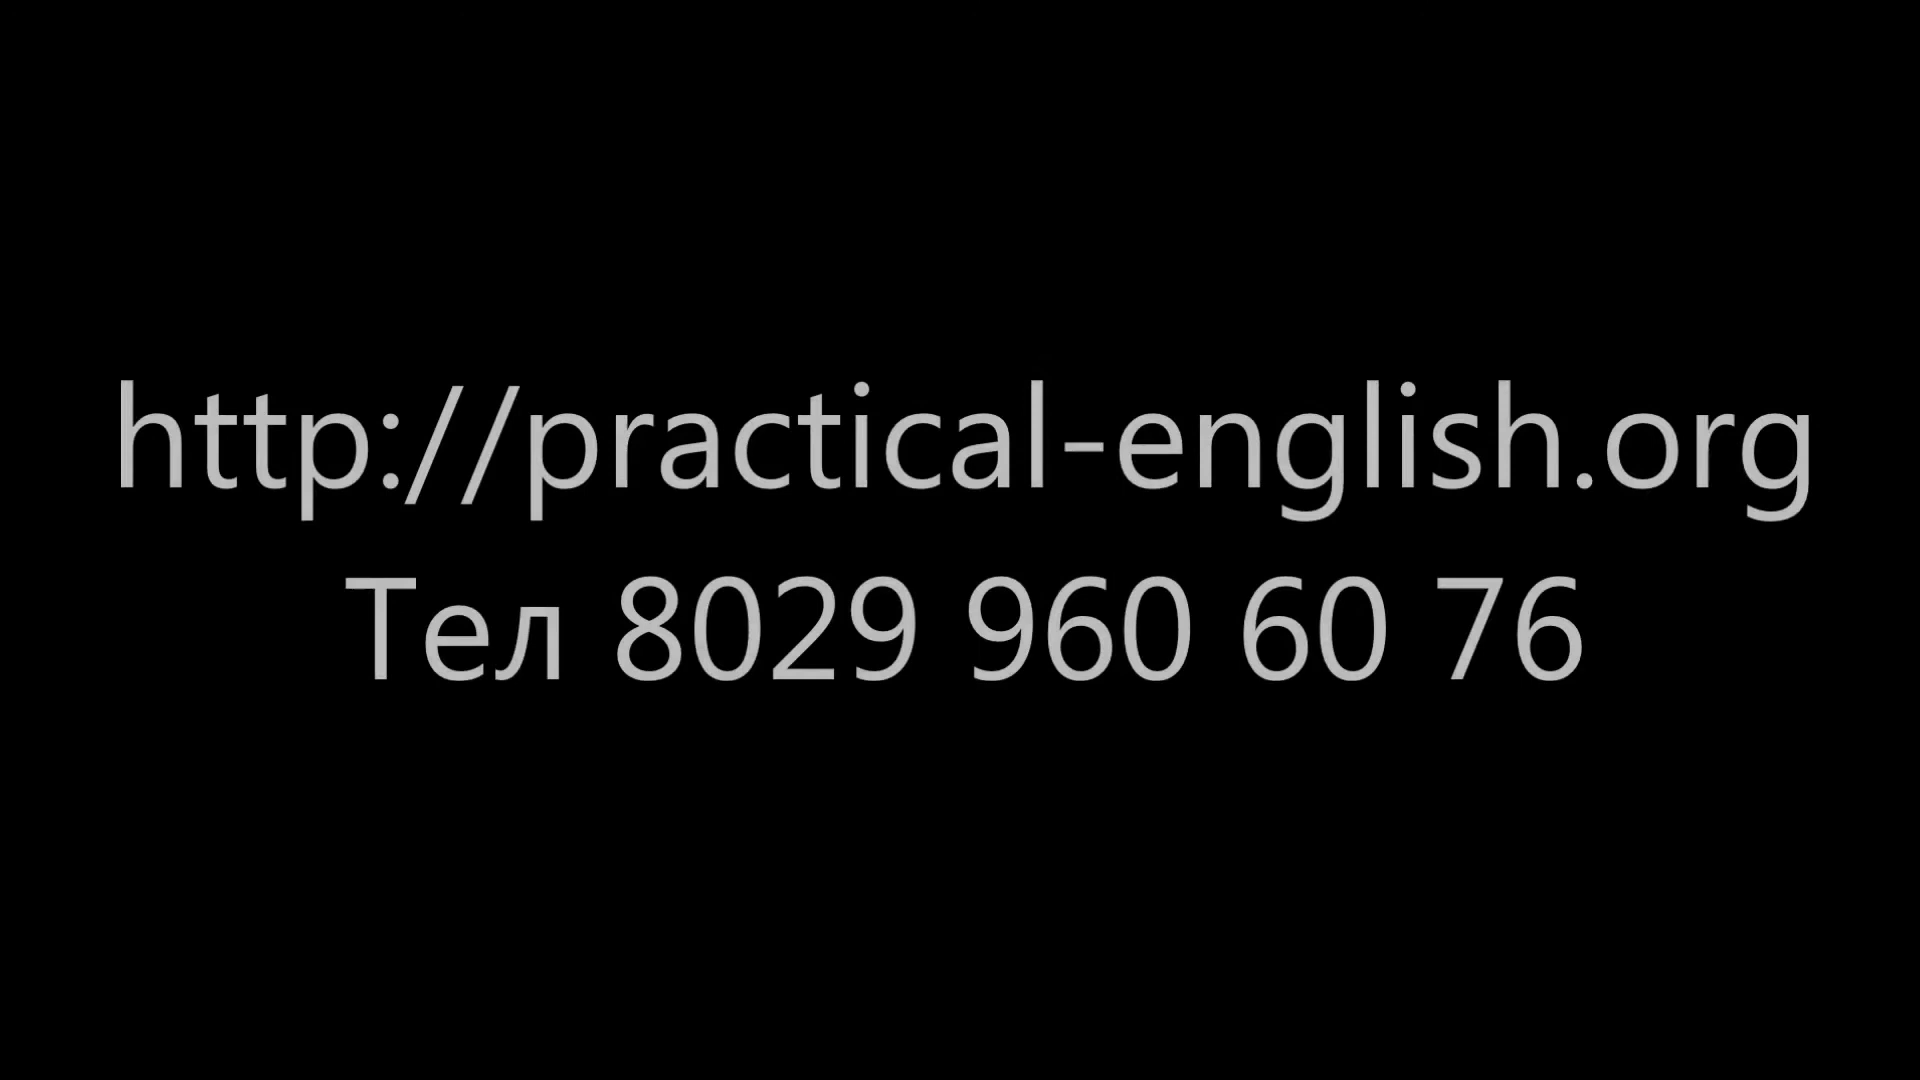 http://practical-english.org
Тел 8029 960 60 76